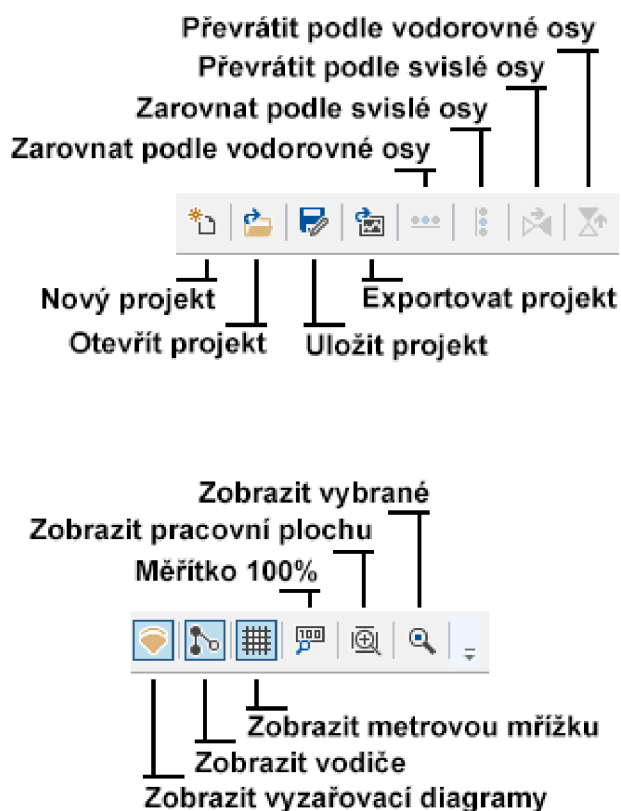 Převrátit podle vodorovné osy
Převrátit podle svislé osy
Zarovnat podle svislé osy
Zarovnat podle vodorovné osy
Nový projekt
Exportovat projekt
Otevřít projekt
Uložit projekt
Zobrazit vybrané
Zobrazit pracovní plochu
Měřítko 100%
100
Zobrazit metrovou mřížku
Zobrazit vodiče
Zobrazit vyzařovací diagramy